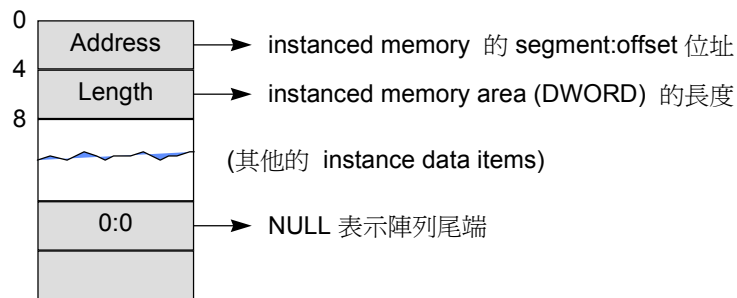 0
Address
instanced memory 的 segment:offset 位址
4
Length
instanced memory area (DWORD) 的長度
8
(其他的 instance data items)
0:0
NULL 表示陣列尾端